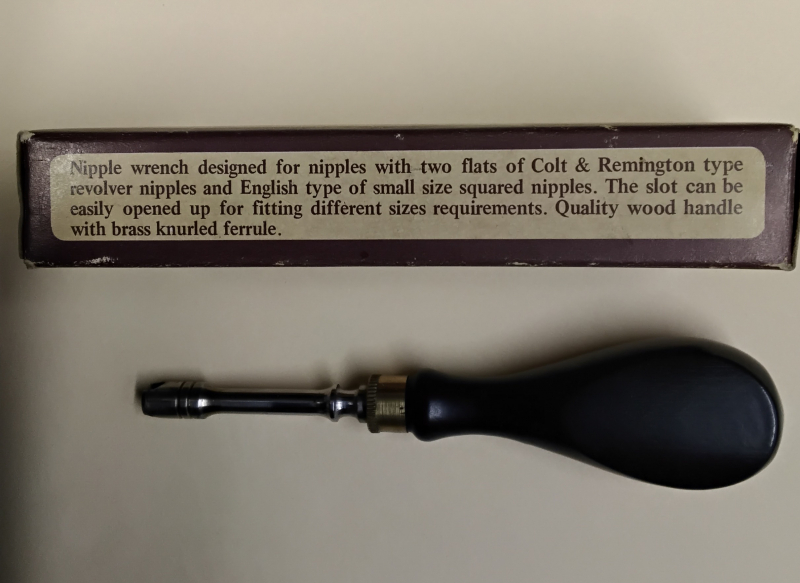 Nipple wrench designed for nipples with two flats of Colt & Remington type
revolver nipples and English type of small size squared nipples. The slot can be
easily opened up for fitting different sizes requirements. Quality wood handle
with brass knurled ferrule.